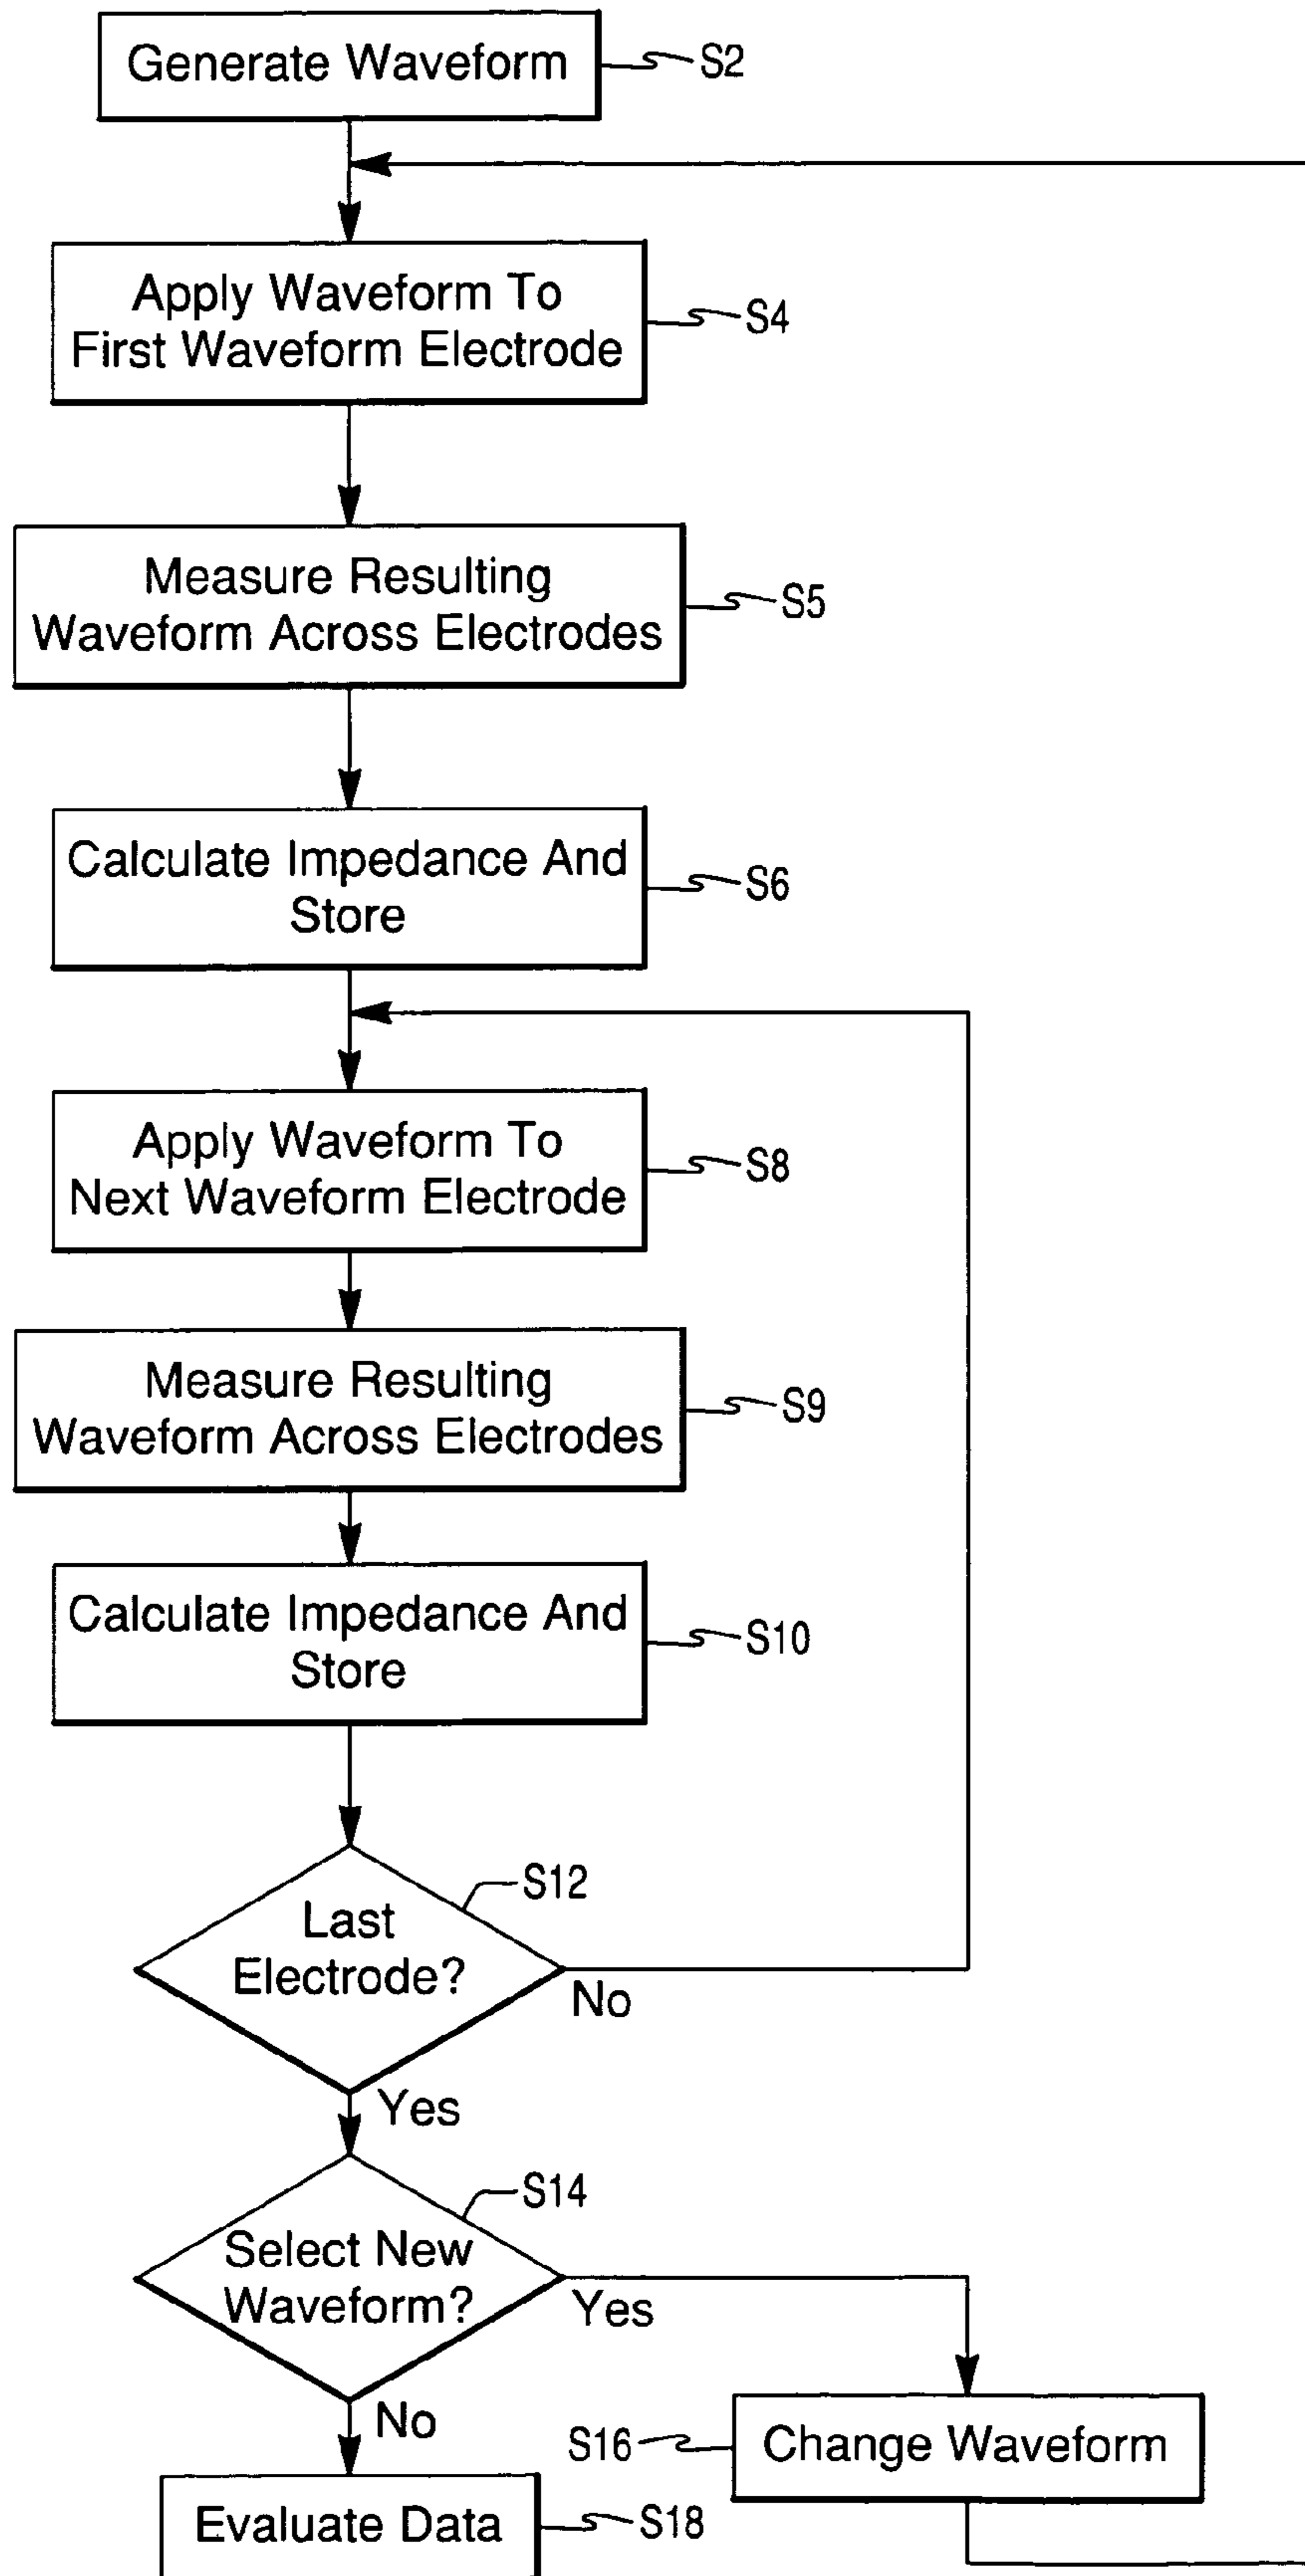 Generate Waveform
S2
Apply Waveform To
First Waveform Electrode
S4
Measure Resulting
Waveform Across Electrodes
S5
Calculate Impedance And
Store
S6
Apply Waveform To
Next Waveform Electrode
S8
Measure Resulting
Waveform Across Electrodes
S9
Calculate Impedance And
Store
S10
Last
Electrode?
S12
No
Yes
Select New
Waveform?
S14
Yes
No
Change Waveform
S16
Evaluate Data
S18